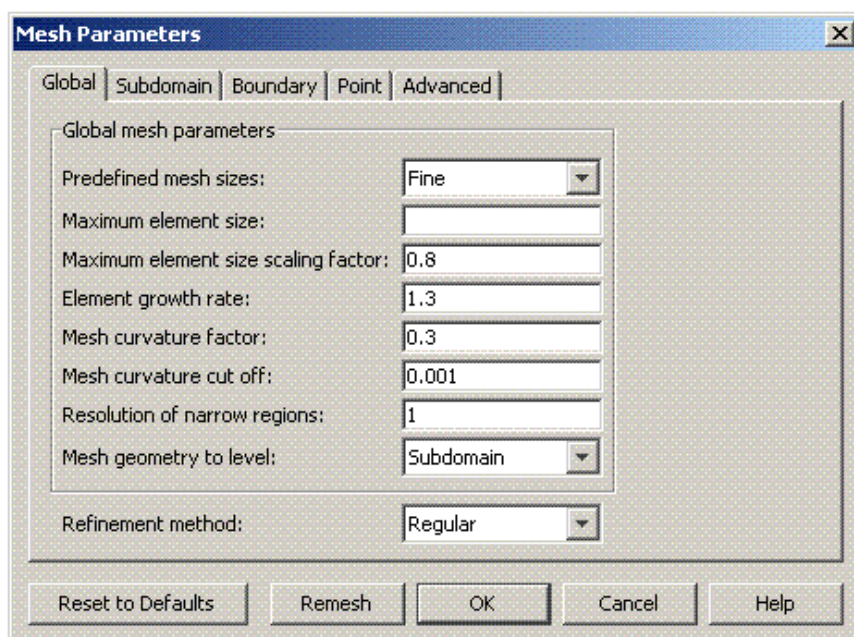 Mesh Parameters
Global Subdomain Boundary Point Advanced
Global mesh parameters
Predefined mesh sizes: Fine
Maximum element size:
Maximum element size scaling factor: 0.8
Element growth rate: 1.3
Mesh curvature factor: 0.3
Mesh curvature cut off: 0.001
Resolution of narrow regions: 1
Mesh geometry to level: Subdomain
Refinement method: Regular
Reset to Defaults Remesh OK Cancel Help